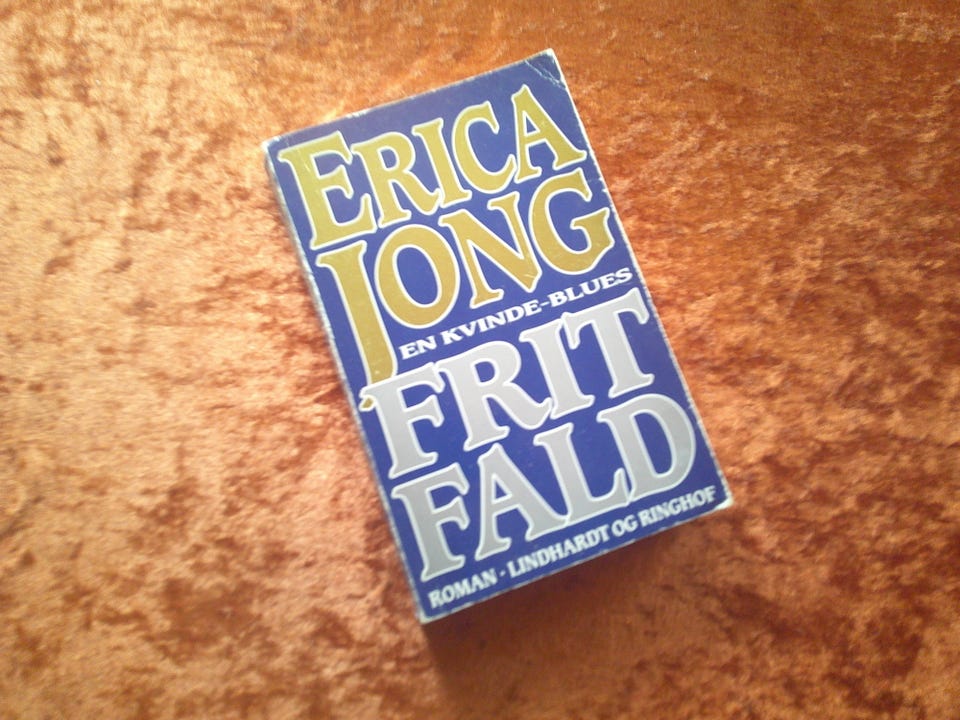 ERICA
JONG
EN KVINDE-BLUES
FRIT
FALD
ROMAN · LINDHARDT OG RINGHOF